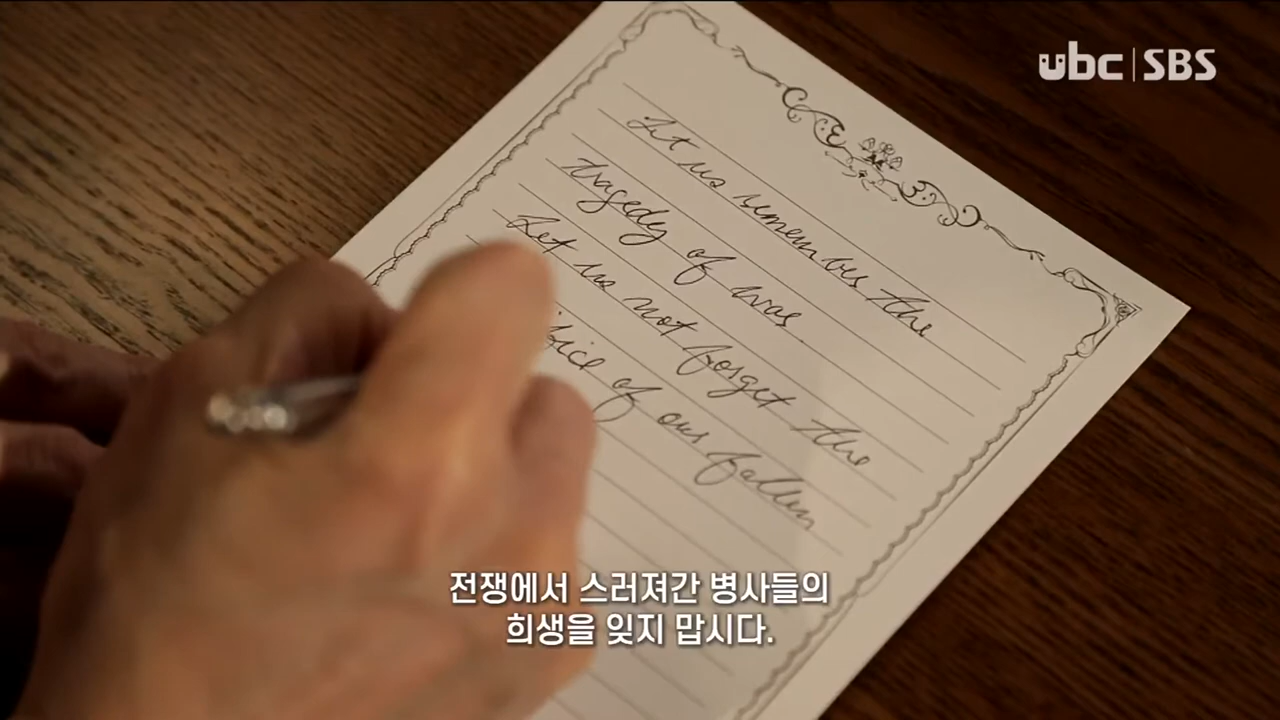 ubc SBS
Let us remember the
tragedy of war.
Let us not forget the
fice of our fallen
전쟁에서 스러져간 병사들의
희생을 잊지 맙시다.